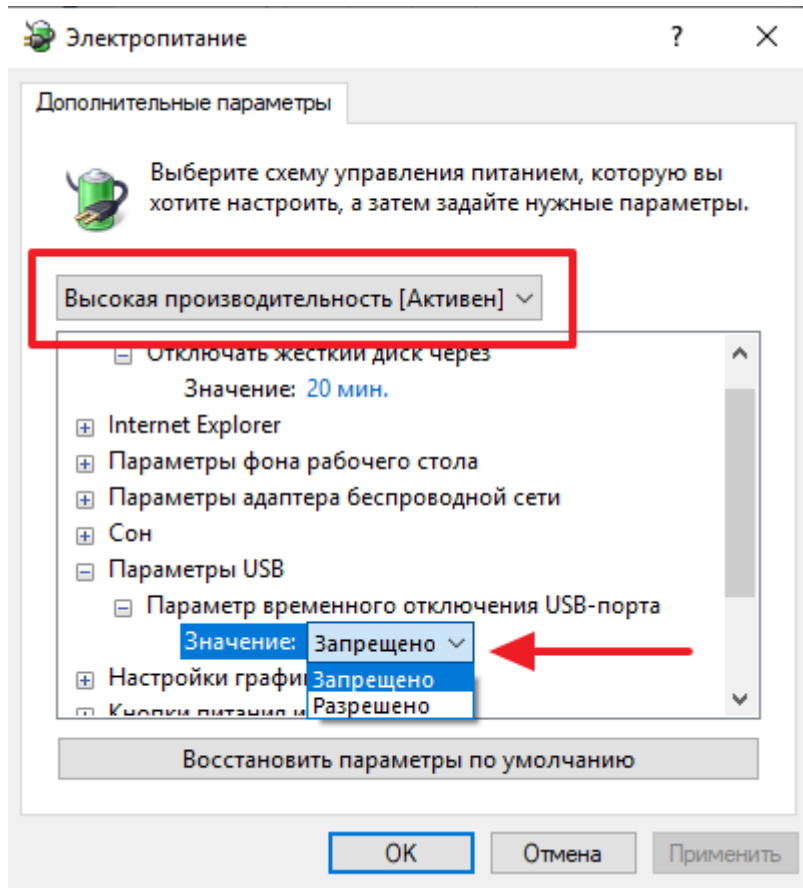 Электропитание
?
Дополнительные параметры
Выберите схему управления питанием, которую вы
хотите настроить, а затем задайте нужные параметры.
Высокая производительность [Активен]
Отключать жесткий диск через
Значение: 20 мин.
Internet Explorer
Параметры фона рабочего стола
Параметры адаптера беспроводной сети
Сон
Параметры USB
Параметр временного отключения USB-порта
Значение: Запрещено
Настройки графи
Запрещено
Кнопки питания и
Разрешено
Восстановить параметры по умолчанию
OK Отмена Применить